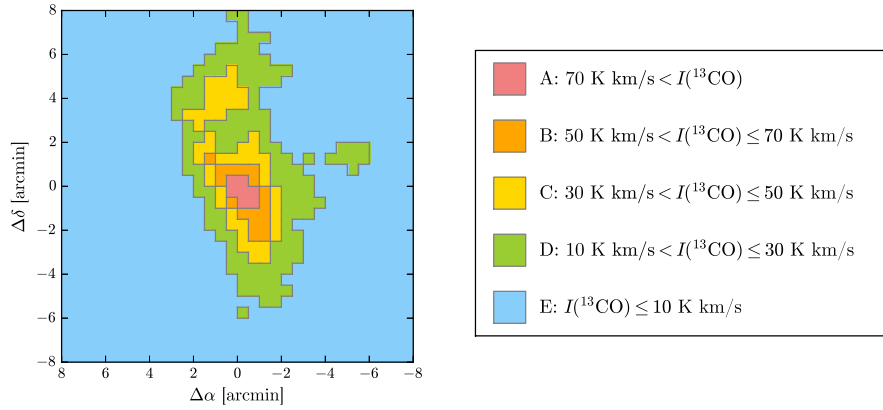 8
6
4
2
0
−2
−4
−6
−8
8 6 4 2 0 −2 −4 −6 −8
Δδ [arcmin]
Δα [arcmin]
A: 70 K km/s < I(¹³CO)
B: 50 K km/s < I(¹³CO) ≤ 70 K km/s
C: 30 K km/s < I(¹³CO) ≤ 50 K km/s
D: 10 K km/s < I(¹³CO) ≤ 30 K km/s
E: I(¹³CO) ≤ 10 K km/s